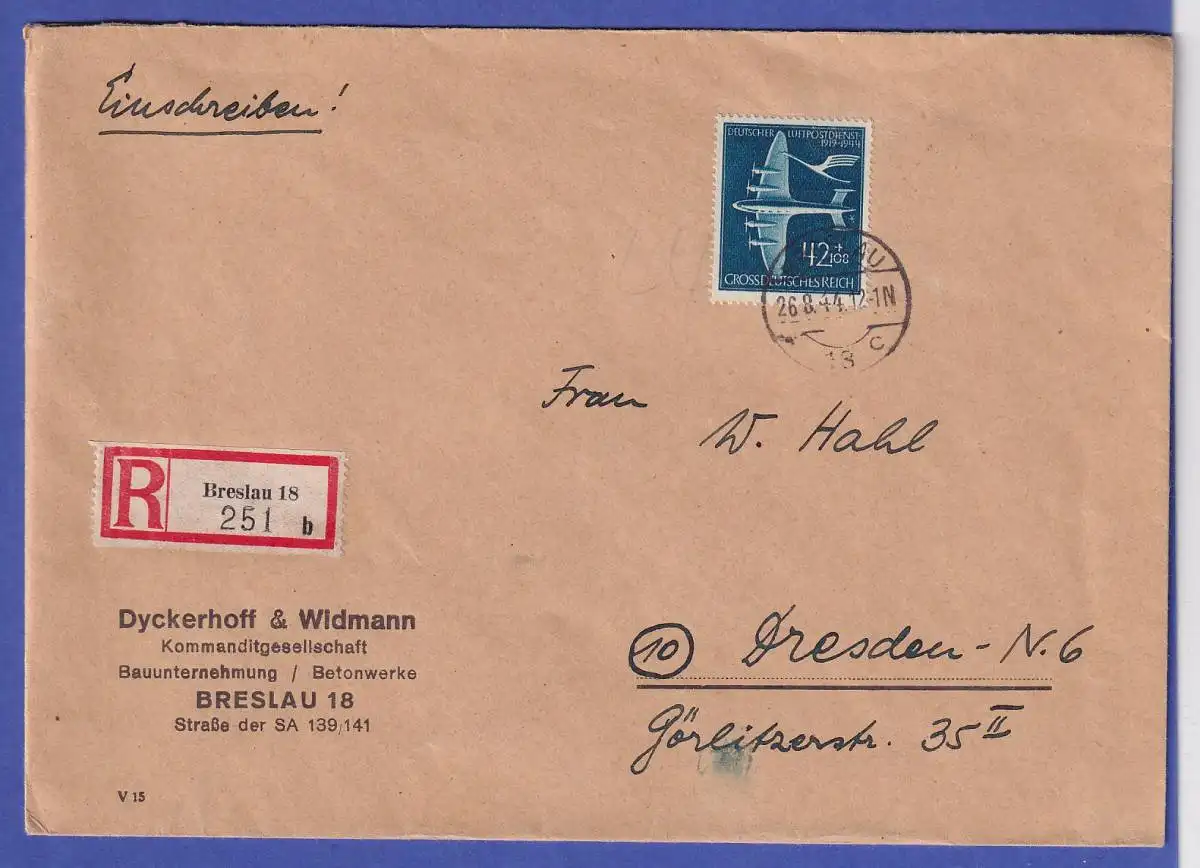 Einschreiben!
DEUTSCHER LUFTPOSTDIENST
1919-1944
42 + 108
GROSSDEUTSCHES REICH
26.8.44.12-1N
c
18
Frau
W. Hahl
R
Breslau 18
251 b
Dyckerhoff & Widmann
Kommanditgesellschaft
Bauunternehmung / Betonwerke
BRESLAU 18
Straße der SA 139/141
10 Dresden-N.6
Görlitzerstr. 35 II
V 15